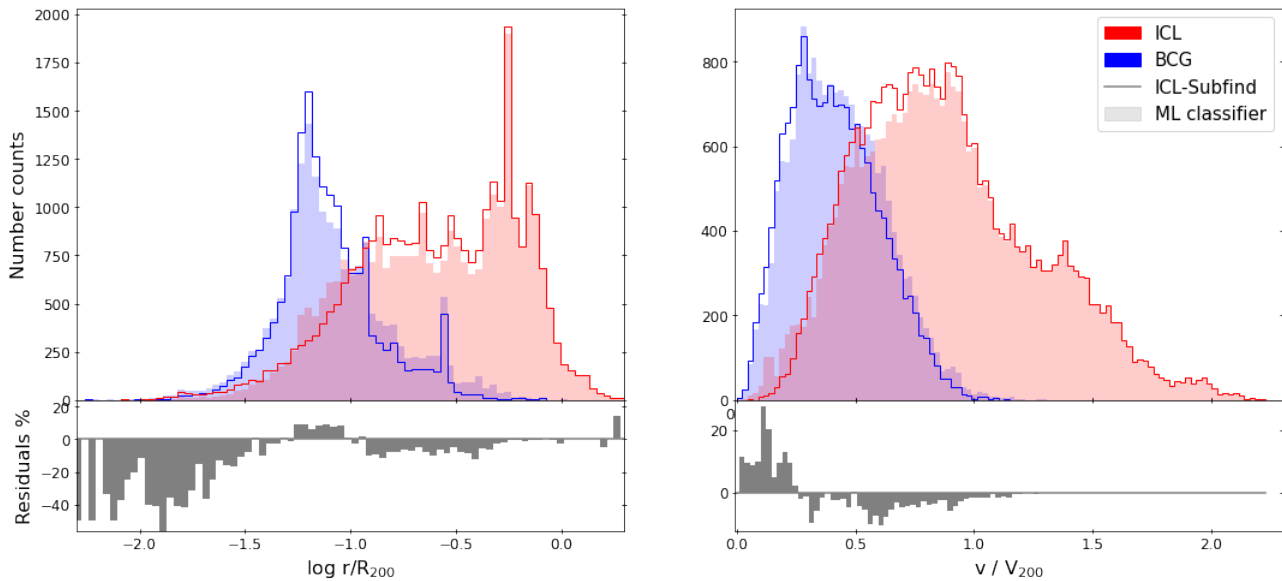 2000
1750
1500
1250
1000
750
500
250
0
Number counts
20
0
−20
−40
Residuals %
−2.0 −1.5 −1.0 −0.5 0.0
log r/R200
800
600
400
200
0
ICL
BCG
ICL-Subfind
ML classifier
0
20
0
0.0 0.5 1.0 1.5 2.0
v / V200